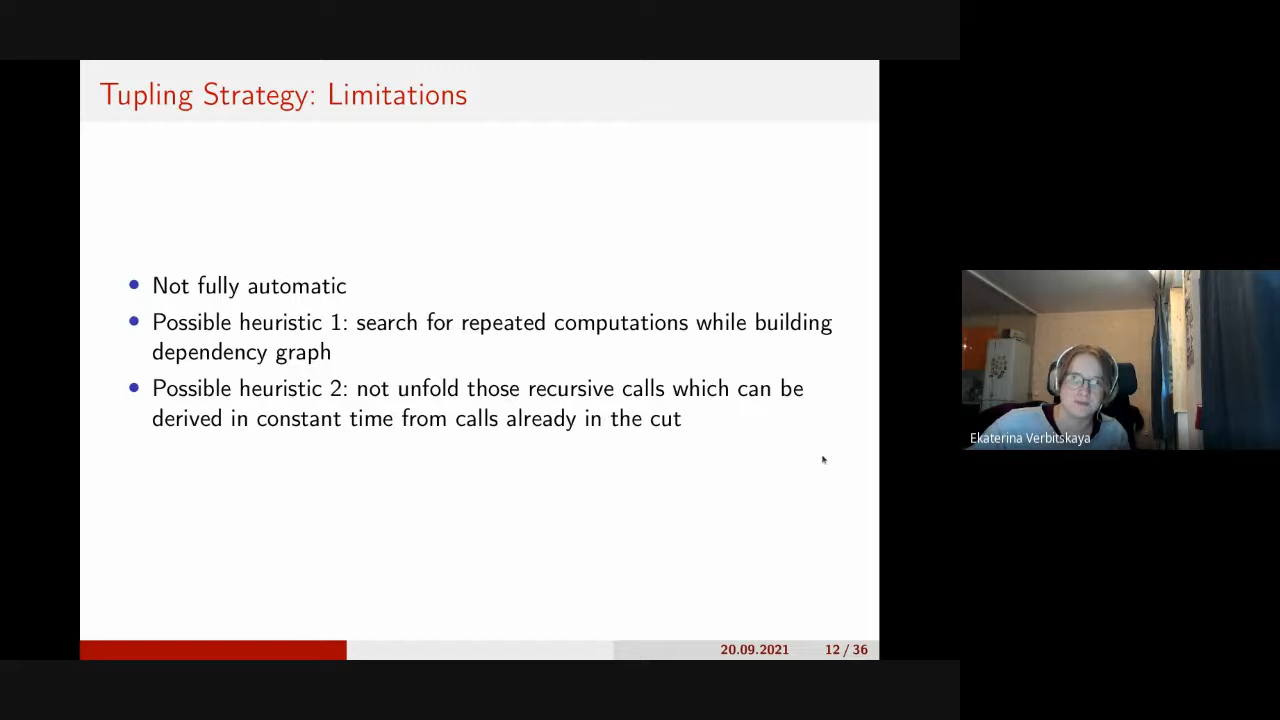 Tupling Strategy: Limitations
• Not fully automatic
• Possible heuristic 1: search for repeated computations while building
dependency graph
• Possible heuristic 2: not unfold those recursive calls which can be
derived in constant time from calls already in the cut
20.09.2021 12 / 36
Ekaterina Verbitskaya